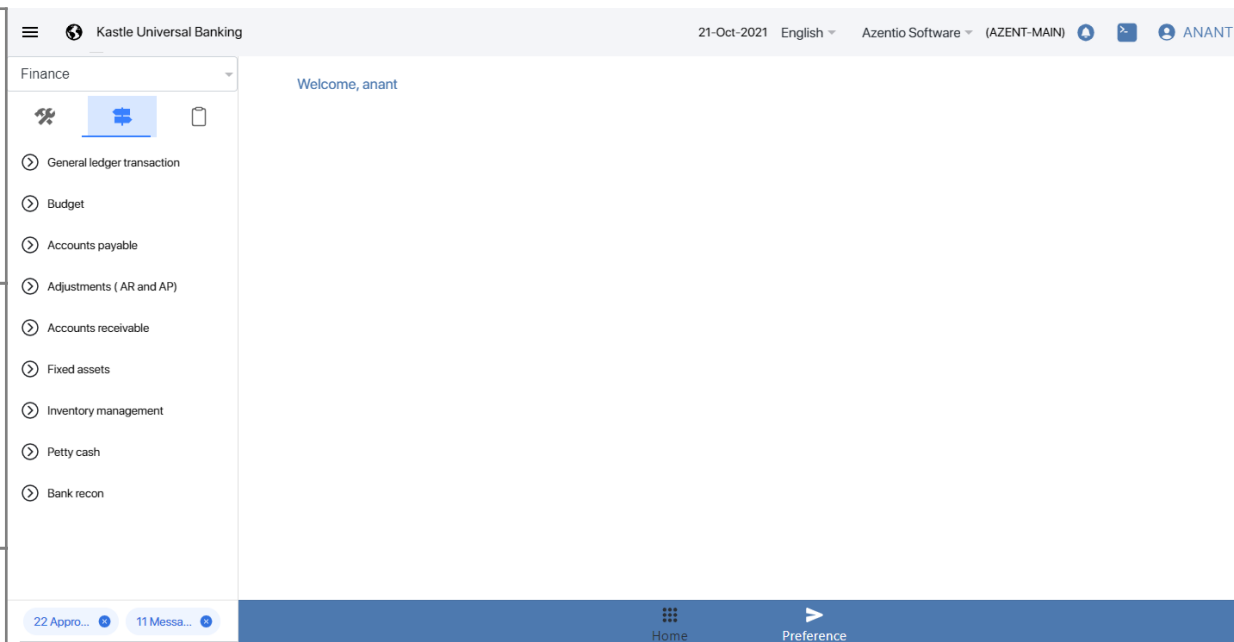 Kastle Universal Banking
21-Oct-2021 English Azentio Software (AZENT-MAIN) ANANT
Finance
Welcome, anant
General ledger transaction
Budget
Accounts payable
Adjustments ( AR and AP)
Accounts receivable
Fixed assets
Inventory management
Petty cash
Bank recon
22 Appro...
11 Messa...
Home
Preference